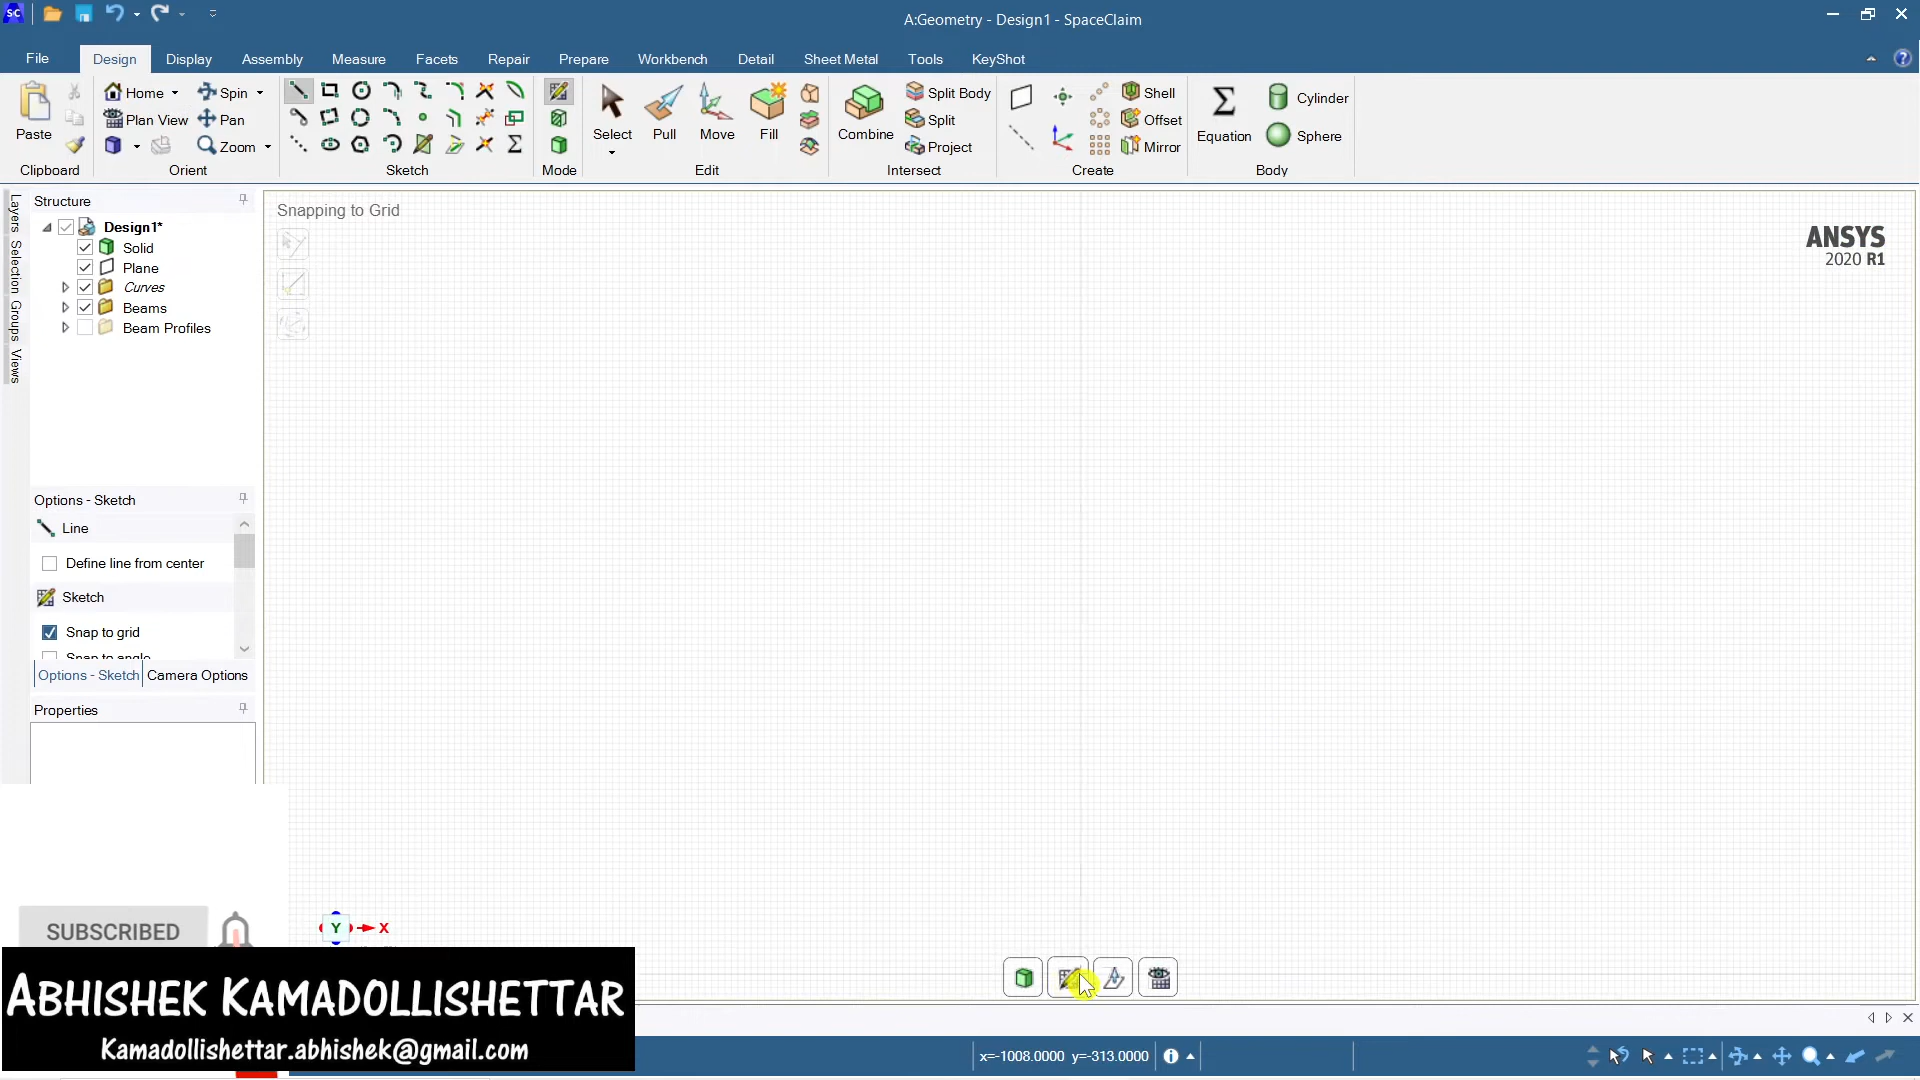 A:Geometry - Design1 - SpaceClaim
File Design Display Assembly Measure Facets Repair Prepare Workbench Detail Sheet Metal Tools KeyShot
Paste
Clipboard
Home Spin
Plan View Pan
Zoom
Orient
Sketch
Mode
Select Pull Move Fill
Edit
Combine
Split Body
Split
Project
Intersect
Shell
Offset
Mirror
Create
Equation
Cylinder
Sphere
Body
Layers Selection Groups Views
Structure
Design1*
Solid
Plane
Curves
Beams
Beam Profiles
Options - Sketch
Line
Define line from center
Sketch
Snap to grid
Snap to angle
Options - Sketch Camera Options
Properties
Snapping to Grid
ANSYS
2020 R1
Y X
SUBSCRIBED
ABHISHEK KAMADOLLISHETTAR
Kamadollishettar.abhishek@gmail.com
x=-1008.0000 y=-313.0000